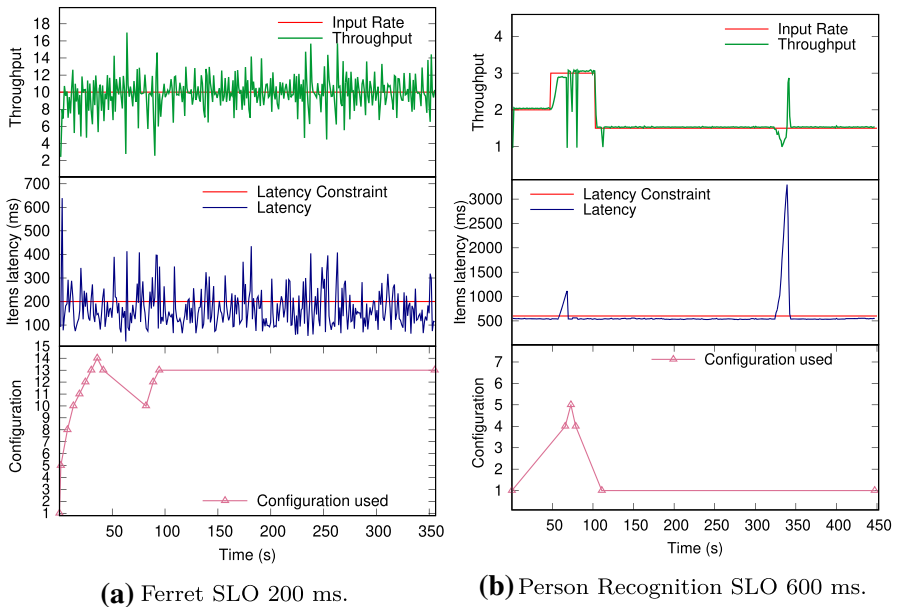 Throughput
18
16
14
12
10
8
6
4
2
Input Rate
Throughput
Items latency (ms)
700
600
500
400
300
200
100
Latency Constraint
Latency
Configuration
15
14
13
12
11
10
9
8
7
6
5
4
3
2
1
Configuration used
50 100 150 200 250 300 350
Time (s)
(a) Ferret SLO 200 ms.
Throughput
4
3
2
1
Input Rate
Throughput
Items latency (ms)
3000
2500
2000
1500
1000
500
Latency Constraint
Latency
Configuration
7
6
5
4
3
2
1
Configuration used
50 100 150 200 250 300 350 400 450
Time (s)
(b) Person Recognition SLO 600 ms.